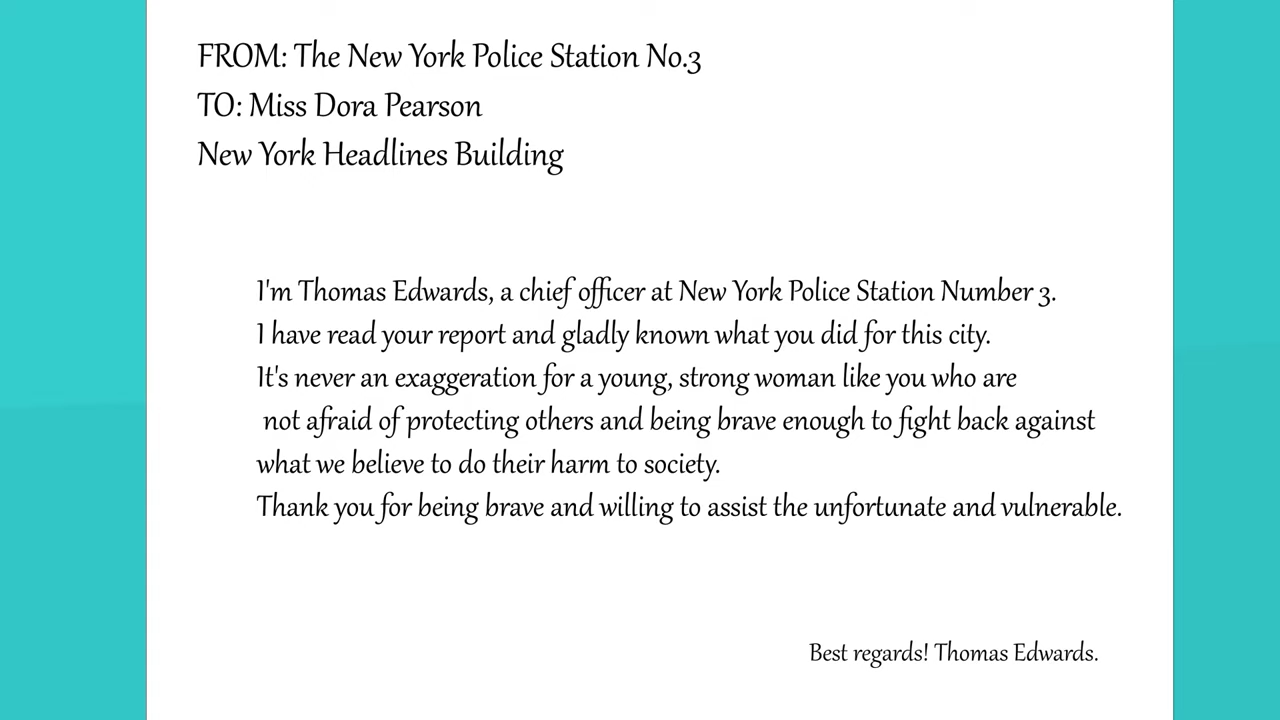 FROM: The New York Police Station No.3
TO: Miss Dora Pearson
New York Headlines Building
I'm Thomas Edwards, a chief officer at New York Police Station Number 3.
I have read your report and gladly known what you did for this city.
It's never an exaggeration for a young, strong woman like you who are
not afraid of protecting others and being brave enough to fight back against
what we believe to do their harm to society.
Thank you for being brave and willing to assist the unfortunate and vulnerable.
Best regards! Thomas Edwards.